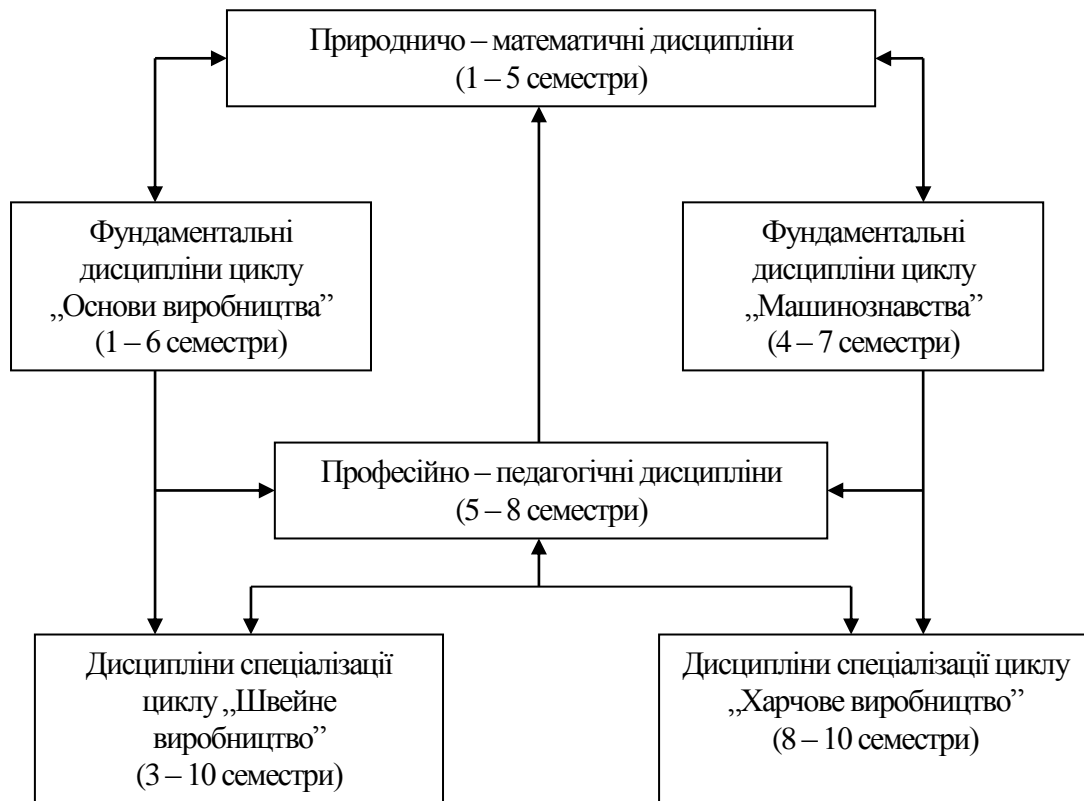 Природничо – математичні дисципліни
(1 – 5 семестри)
Фундаментальні
дисципліни циклу
„Основи виробництва”
(1 – 6 семестри)
Фундаментальні
дисципліни циклу
„Машинознавства”
(4 – 7 семестри)
Професійно – педагогічні дисципліни
(5 – 8 семестри)
Дисципліни спеціалізації
циклу „Швейне
виробництво”
(3 – 10 семестри)
Дисципліни спеціалізації циклу
„Харчове виробництво”
(8 – 10 семестри)